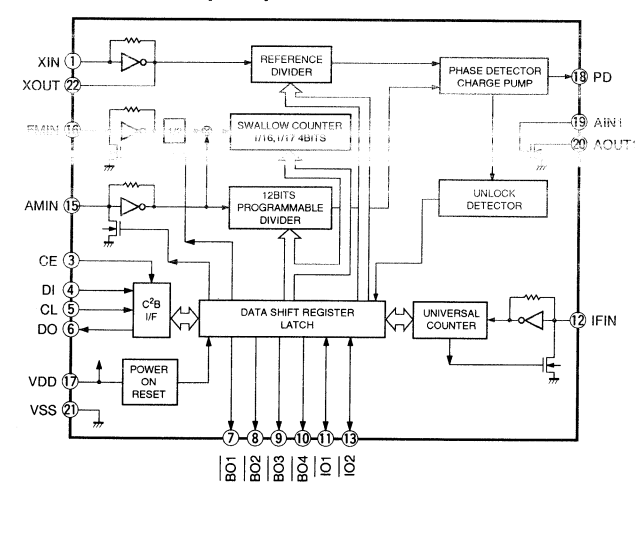 XIN 1
XOUT 22
REFERENCE
DIVIDER
PHASE DETECTOR
CHARGE PUMP
18 PD
19 AIN1
20
FMIN 16
SWALLOW COUNTER
1/16,1/17 4BITS
AMIN 15
12BITS
PROGRAMMABLE
DIVIDER
UNLOCK
DETECTOR
CE 3
DI 4
CL 5
DO 6
C²B
I/F
DATA SHIFT REGISTER
LATCH
UNIVERSAL
COUNTER
12 IFIN
VDD 17
VSS 21
POWER
ON
RESET
7 8 9 10 11 13
BO1 BO2 BO3 BO4 IO1 IO2